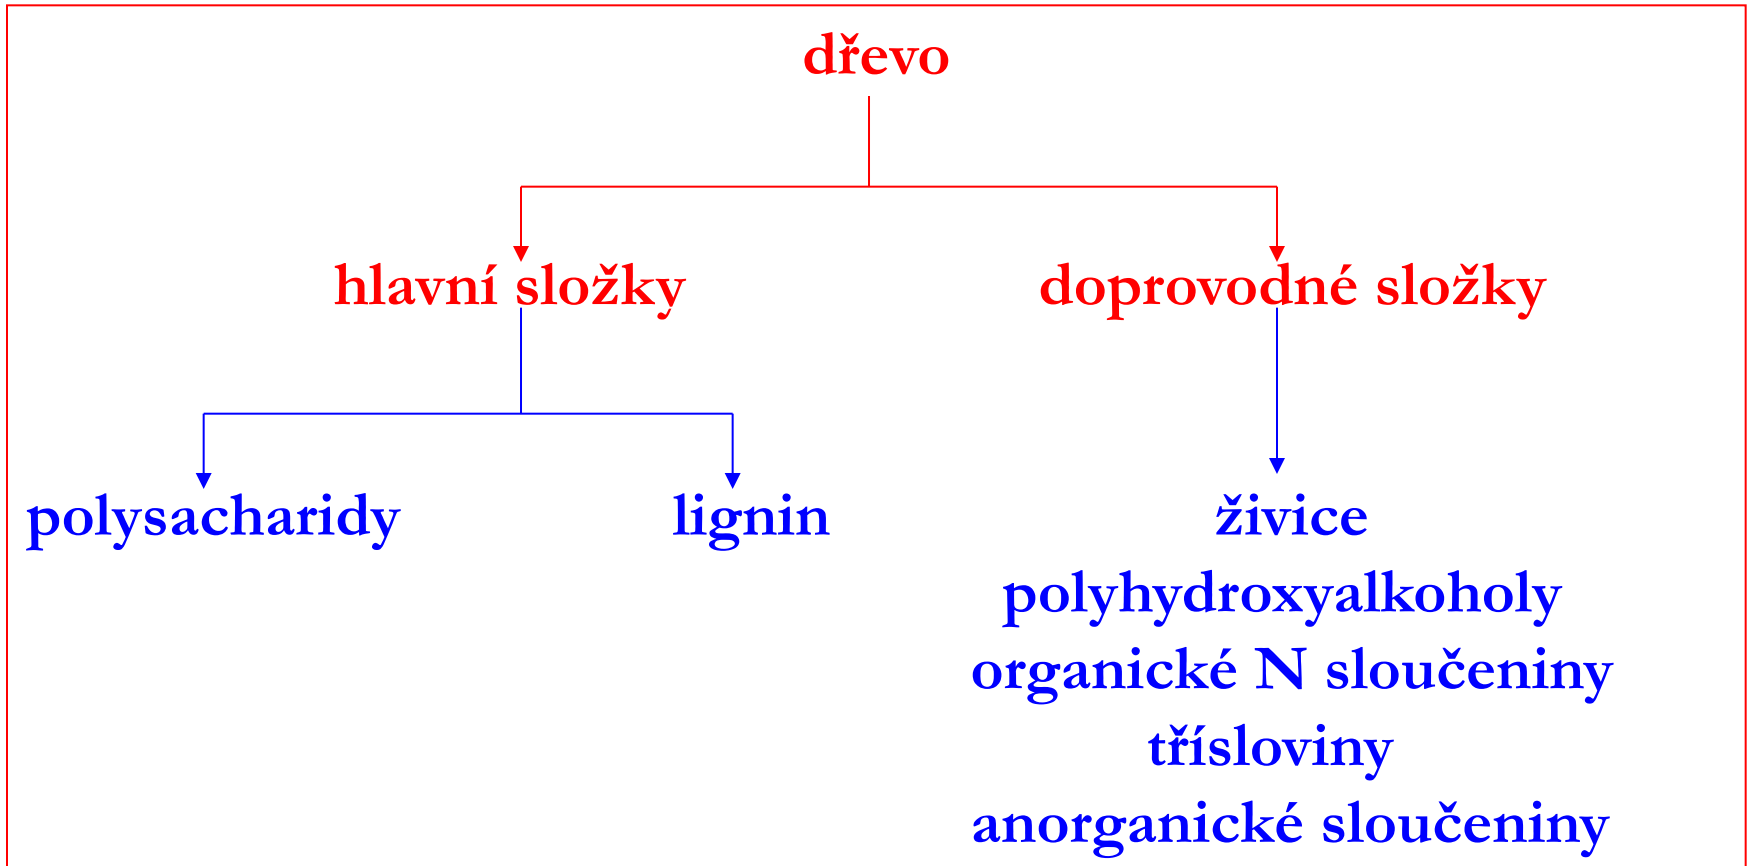 dřevo
hlavní složky
doprovodné složky
polysacharidy
lignin
živice
polyhydroxyalkoholy
organické N sloučeniny
třísloviny
anorganické sloučeniny